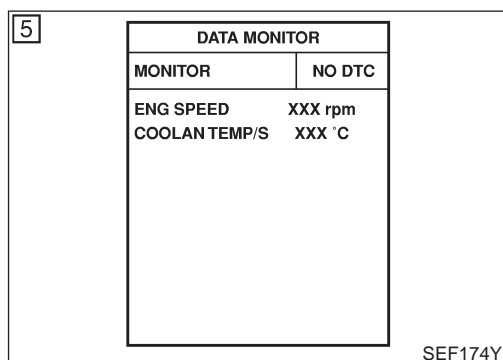 5
DATA MONITOR
MONITOR NO DTC
ENG SPEED XXX rpm
COOLAN TEMP/S XXX °C
SEF174Y